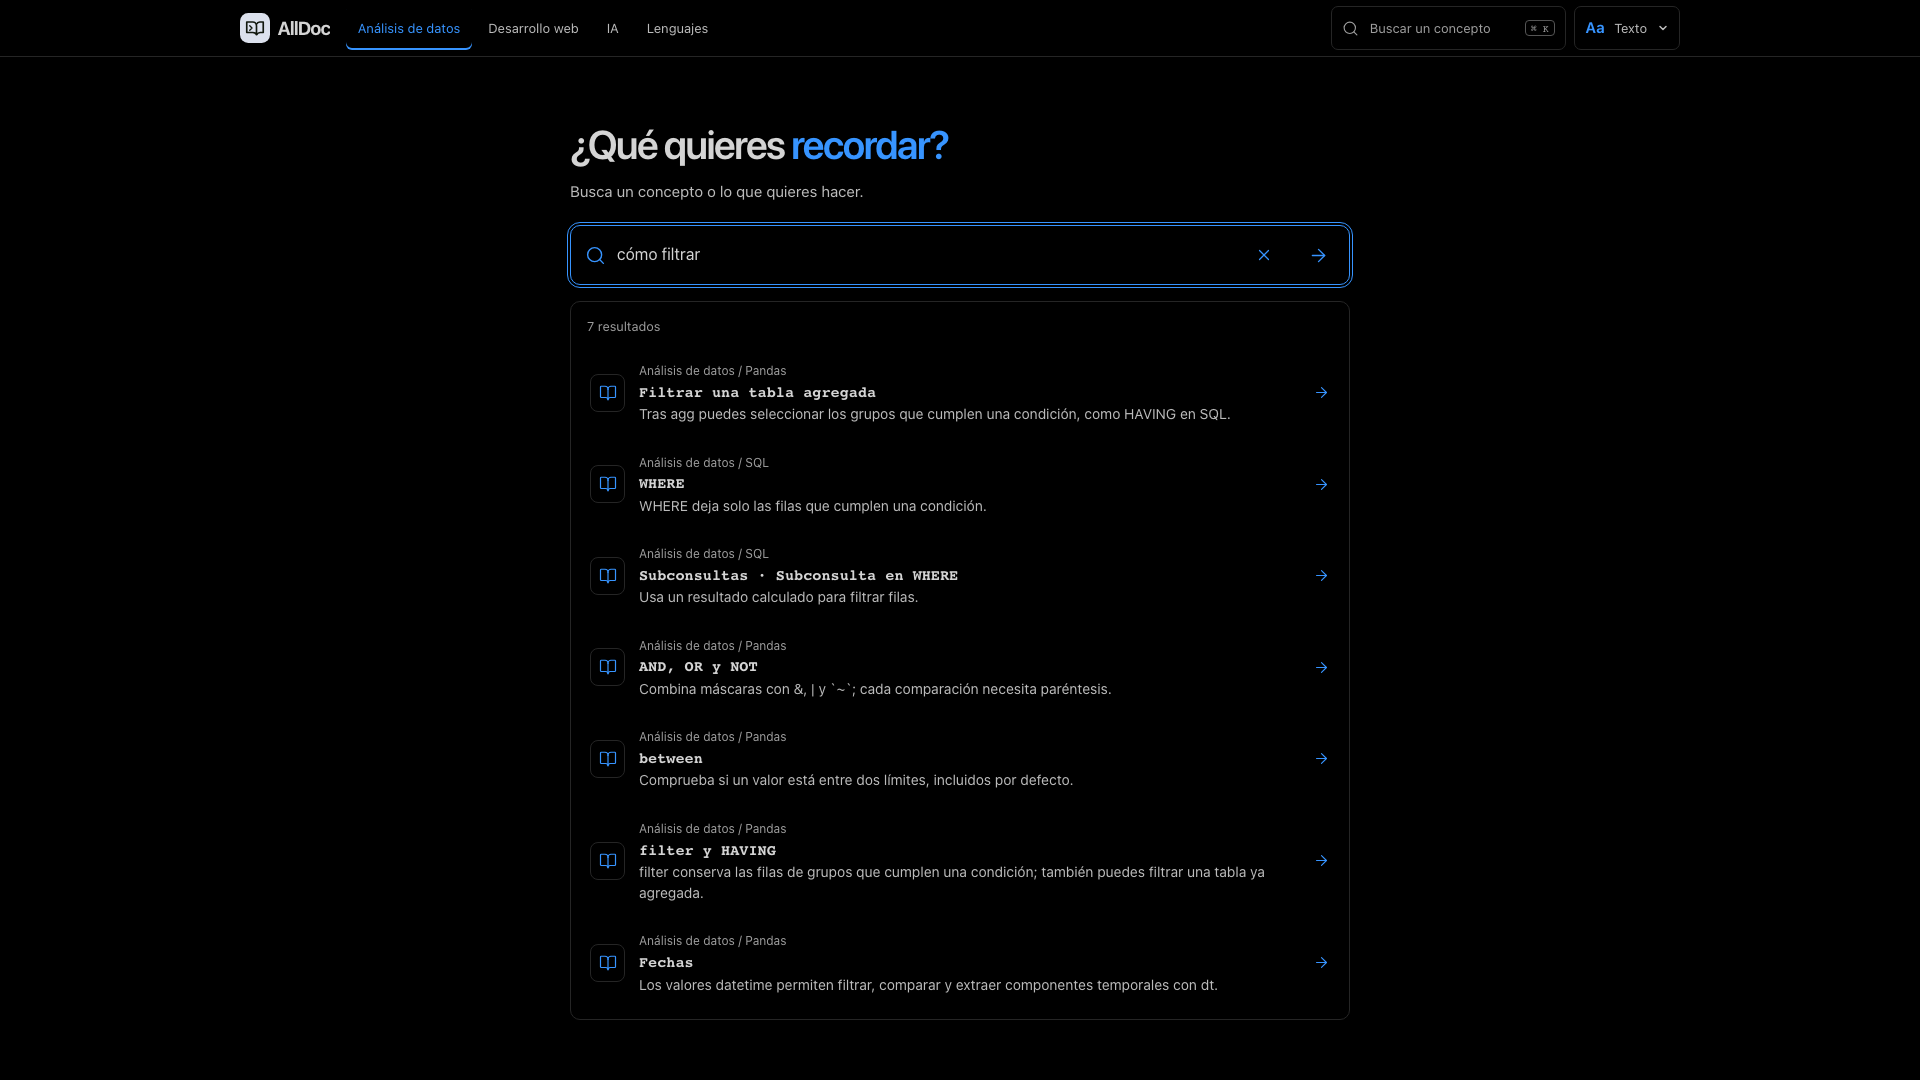 AllDoc
Análisis de datos
Desarrollo web
IA
Lenguajes
Buscar un concepto
⌘ K
Aa Texto
¿Qué quieres recordar?
Busca un concepto o lo que quieres hacer.
cómo filtrar
7 resultados
Análisis de datos / Pandas
Filtrar una tabla agregada
Tras agg puedes seleccionar los grupos que cumplen una condición, como HAVING en SQL.
Análisis de datos / SQL
WHERE
WHERE deja solo las filas que cumplen una condición.
Análisis de datos / SQL
Subconsultas · Subconsulta en WHERE
Usa un resultado calculado para filtrar filas.
Análisis de datos / Pandas
AND, OR y NOT
Combina máscaras con &, | y `~`; cada comparación necesita paréntesis.
Análisis de datos / Pandas
between
Comprueba si un valor está entre dos límites, incluidos por defecto.
Análisis de datos / Pandas
filter y HAVING
filter conserva las filas de grupos que cumplen una condición; también puedes filtrar una tabla ya
agregada.
Análisis de datos / Pandas
Fechas
Los valores datetime permiten filtrar, comparar y extraer componentes temporales con dt.